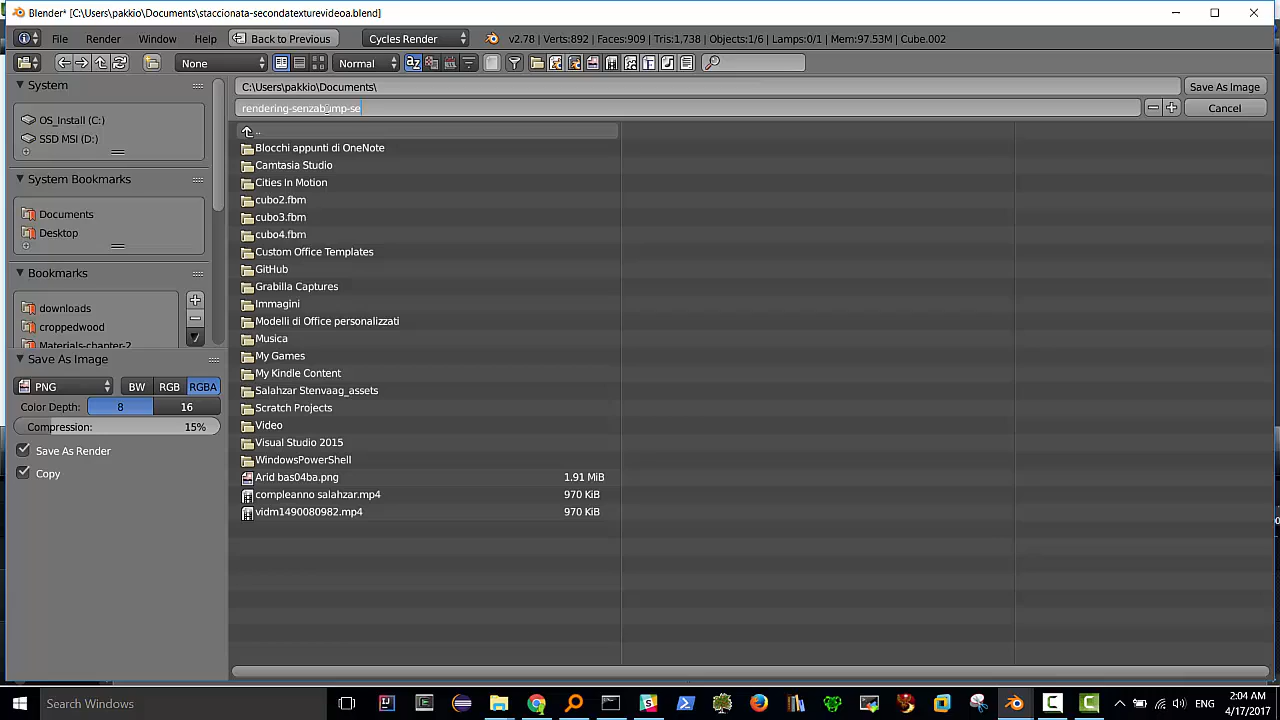 Blender* [C:\Users\pakkio\Documents\staccionata-secondatexturevideoa.blend]
File Render Window Help Back to Previous Cycles Render v2.78 | Verts:892 | Faces:909 | Tris:1,738 | Objects:1/6 | Lamps:0/1 | Mem:97.53M | Cube.002
None Normal
System
OS_Install (C:)
SSD MSI (D:)
System Bookmarks
Documents
Desktop
Bookmarks
downloads
croppedwood
Materials-chapter-2
Save As Image
PNG BW RGB RGBA
Color Depth: 8 16
Compression: 15%
Save As Render
Copy
C:\Users\pakkio\Documents\ Save As Image
rendering-senzabump-se Cancel
..
Blocchi appunti di OneNote
Camtasia Studio
Cities In Motion
cubo2.fbm
cubo3.fbm
cubo4.fbm
Custom Office Templates
GitHub
Grabilla Captures
Immagini
Modelli di Office personalizzati
Musica
My Games
My Kindle Content
Salahzar Stenvaag_assets
Scratch Projects
Video
Visual Studio 2015
WindowsPowerShell
Arid bas04ba.png 1.91 MiB
compleanno salahzar.mp4 970 KiB
vidm1490080982.mp4 970 KiB
Search Windows
ENG
2:04 AM
4/17/2017